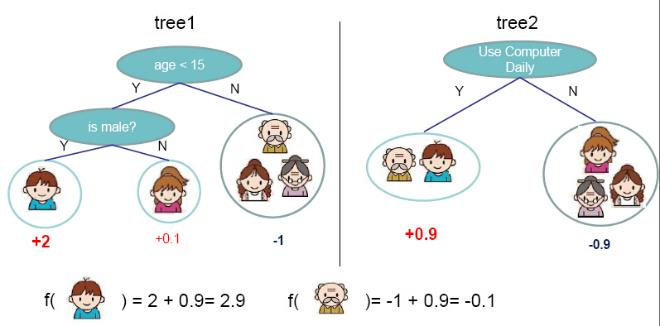 tree1
tree2
age < 15
Use Computer
Daily
Y
N
Y
N
is male?
Y
N
+2
+0.1
-1
+0.9
-0.9
f( ) = 2 + 0.9= 2.9
f( )= -1 + 0.9= -0.1